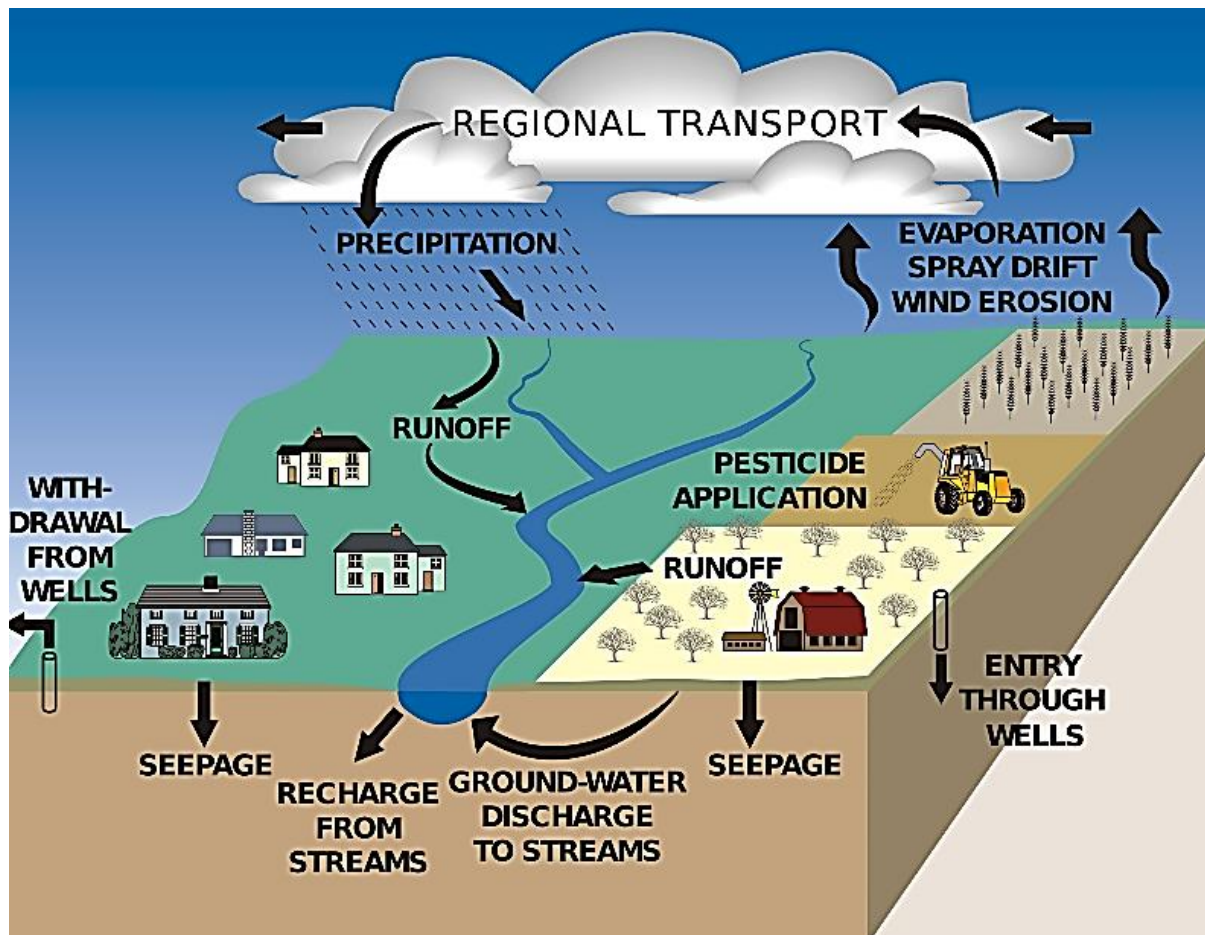 REGIONAL TRANSPORT
PRECIPITATION
EVAPORATION
SPRAY DRIFT
WIND EROSION
RUNOFF
PESTICIDE
APPLICATION
WITH-
DRAWAL
FROM
WELLS
RUNOFF
ENTRY
THROUGH
WELLS
SEEPAGE
RECHARGE
FROM
STREAMS
GROUND-WATER
DISCHARGE
TO STREAMS
SEEPAGE